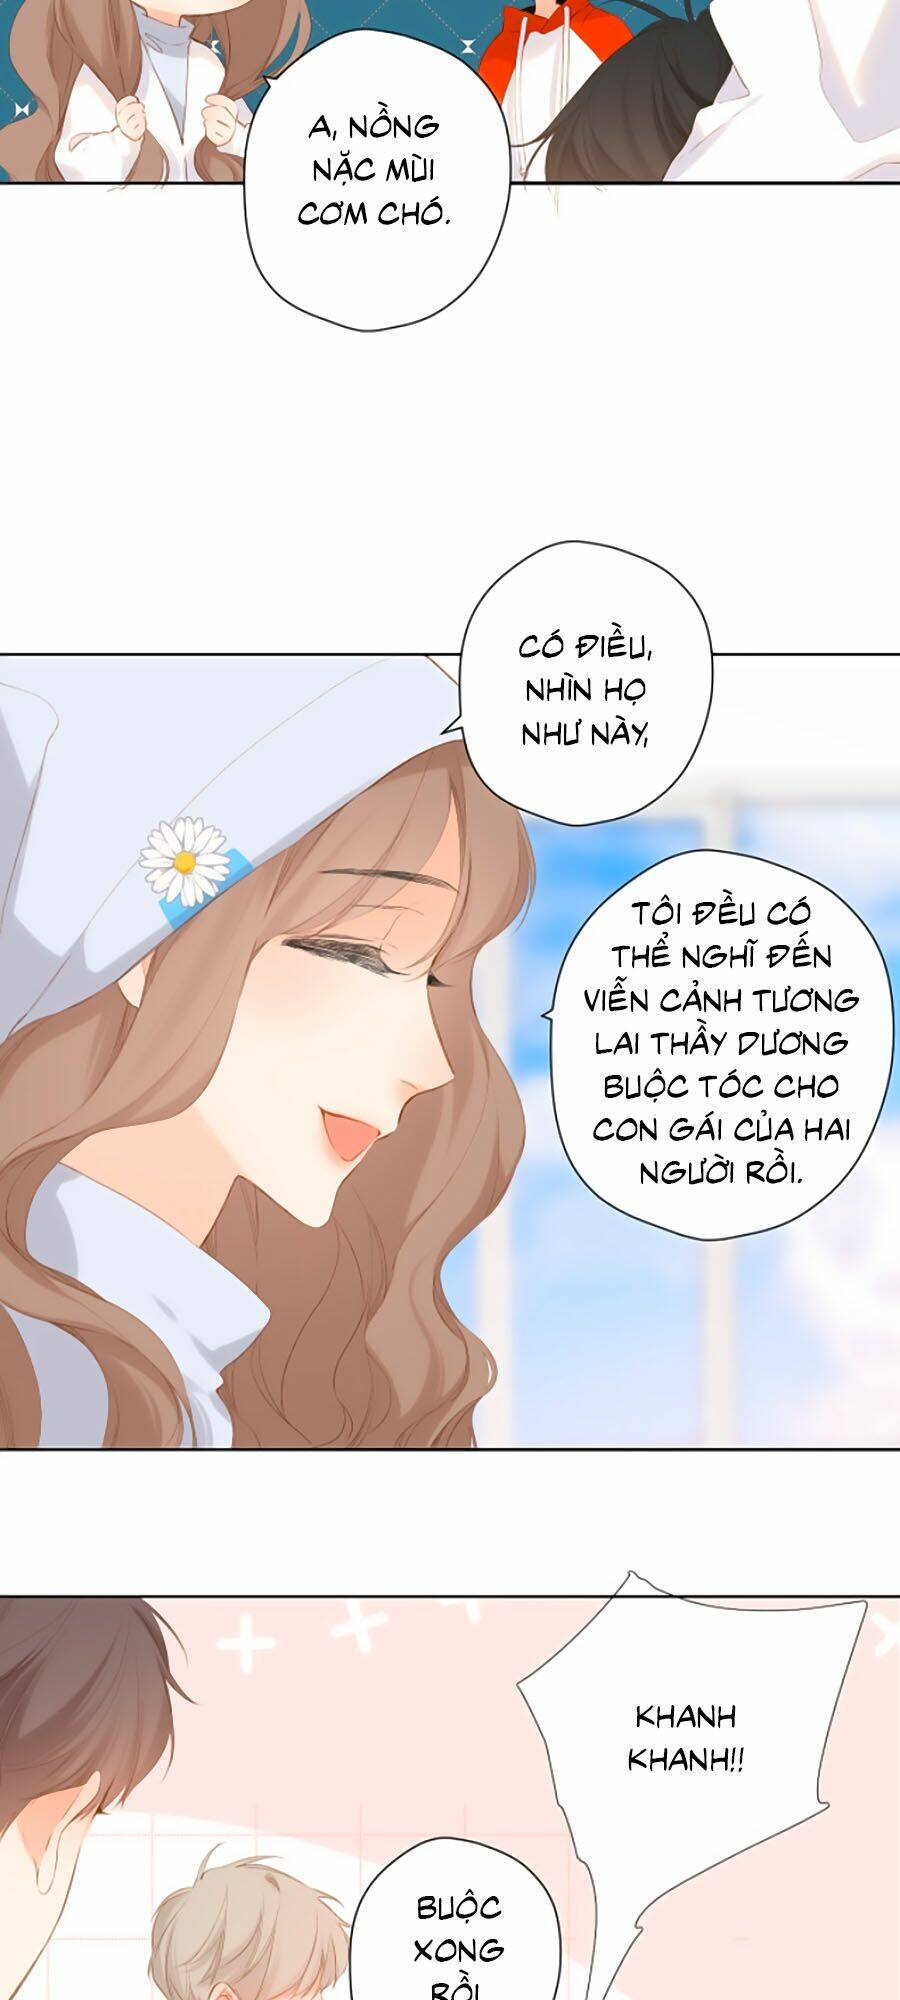 A, NỒNG
NẶC MÙI
CƠM CHÓ.
CÓ ĐIỀU,
NHÌN HỌ
NHƯ NÀY,
TÔI ĐỀU CÓ
THỂ NGHĨ ĐẾN
VIỄN CẢNH TƯƠNG
LAI THẦY DƯƠNG
BUỘC TÓC CHO
CON GÁI CỦA HAI
NGƯỜI RỒI.
KHANH
KHANH!!
BUỘC
XONG
RỒI